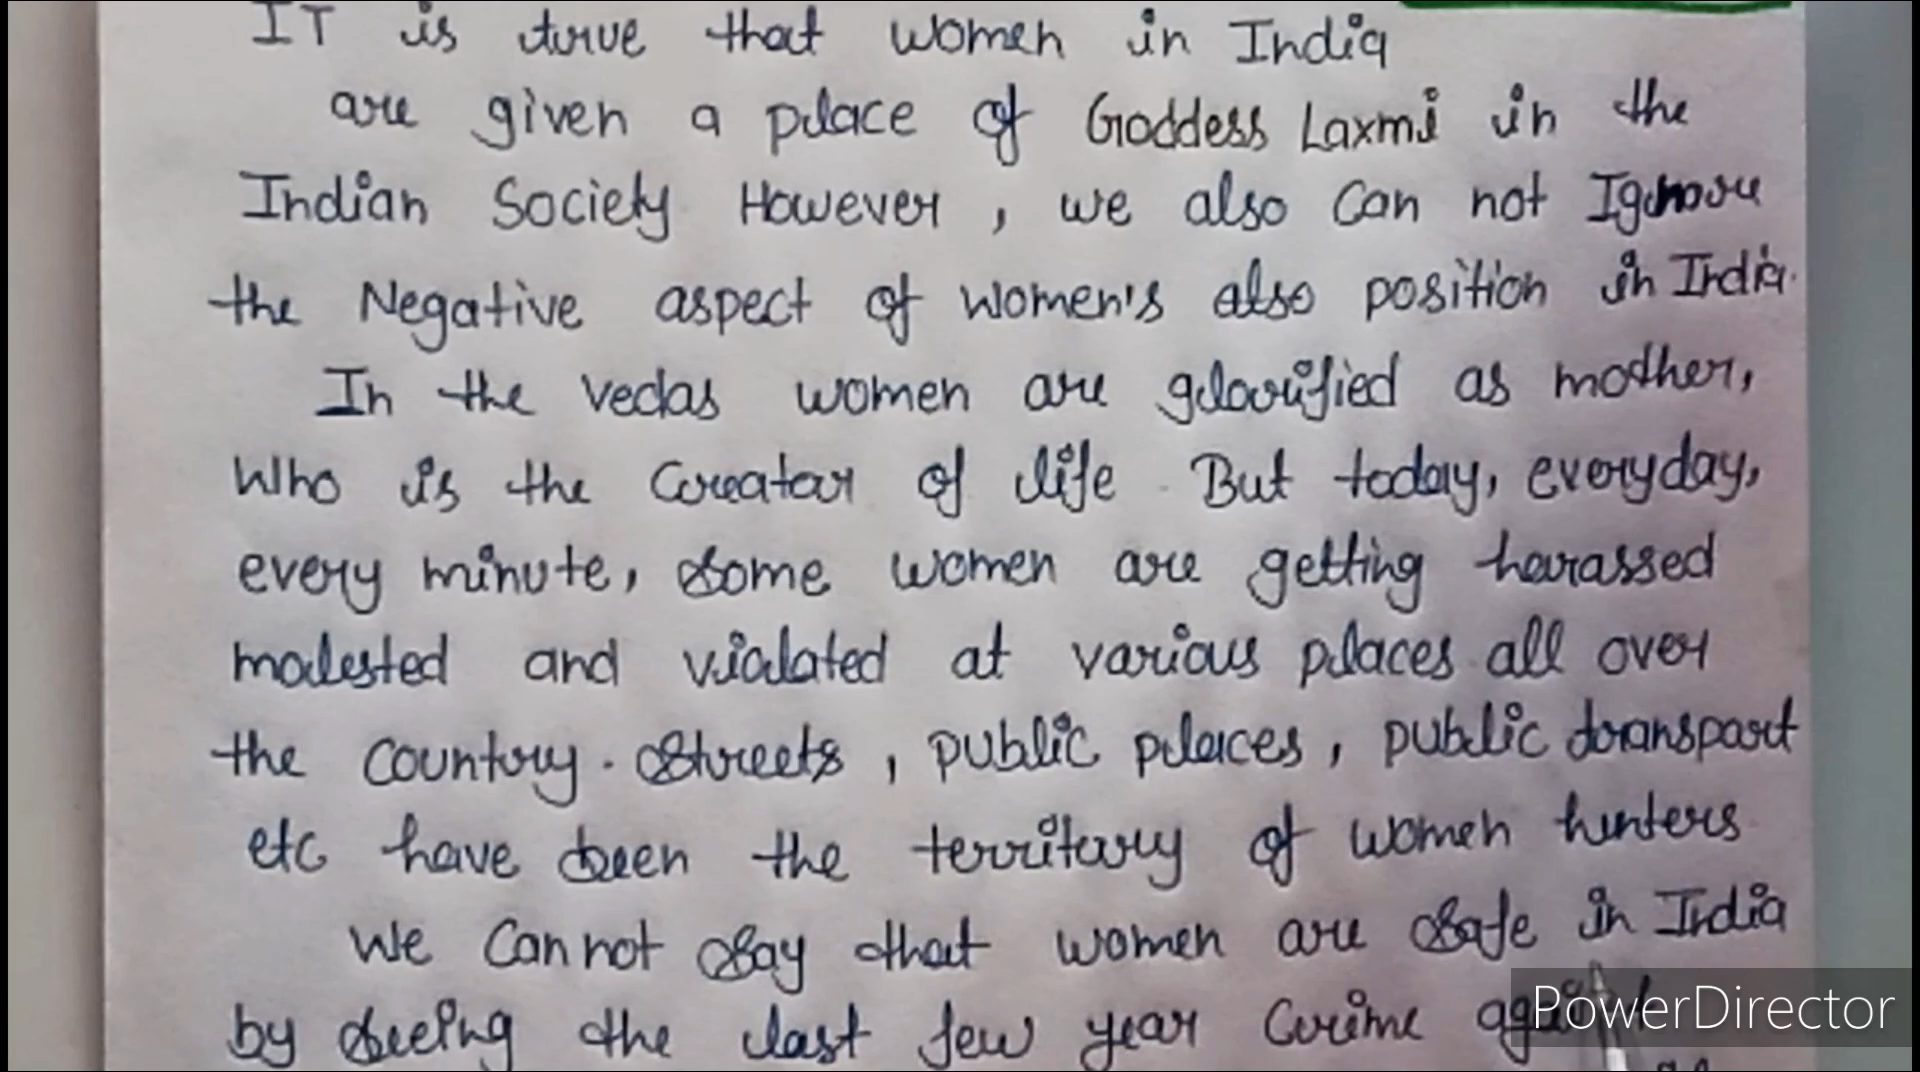 IT is true that women in India
are given a place of Goddess Laxmi in the
Indian Society However, we also Can not Ignore
the Negative aspect of women's also position in India.
In the vedas women are glorified as mother,
Who is the Creator of life. But today, everyday,
every minute, some women are getting harassed
molested and violated at various places all over
the country. Streets, public places, public transport
etc have been the territory of women hunters
We Can not say that women are safe in India
by seeing the last few year Crime
PowerDirector